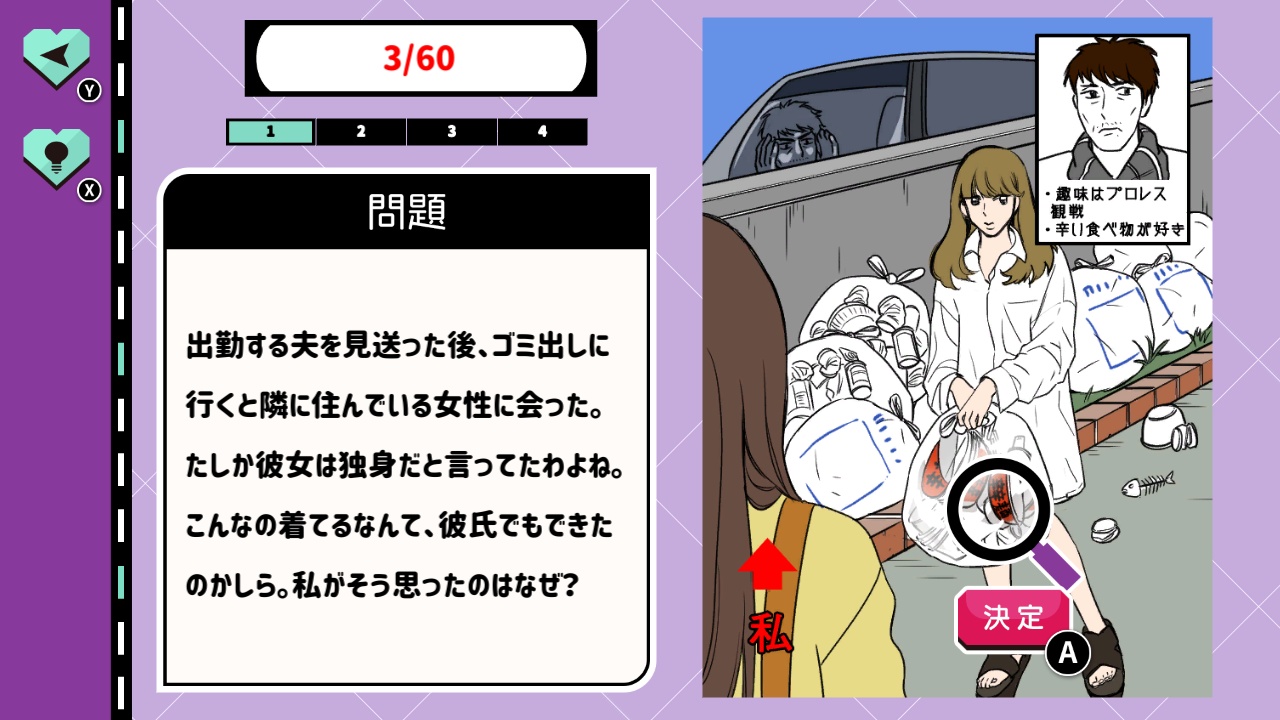 3/60
1 2 3 4
問題
出勤する夫を見送った後、ゴミ出しに
行くと隣に住んでいる女性に会った。
たしか彼女は独身だと言ってたわよね。
こんなの着てるなんて、彼氏でもできた
のかしら。私がそう思ったのはなぜ?
Y
X
・趣味はプロレス
観戦
・辛い食べ物が好き
私
決定
A